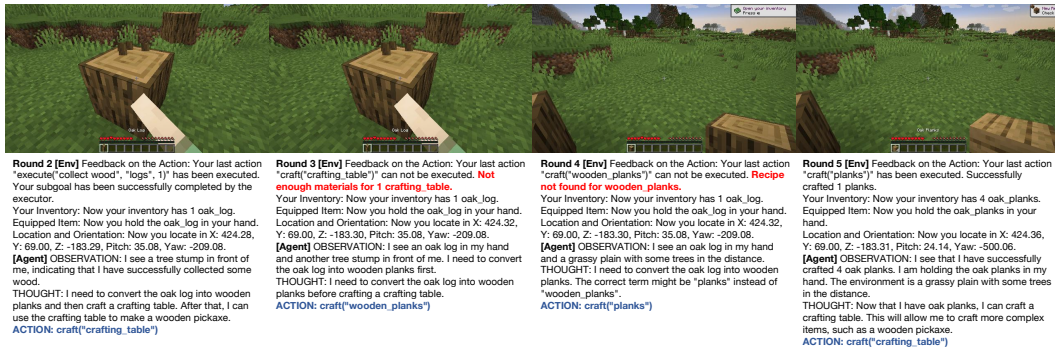 Open your inventory
Press e
Oak Log
Oak Log
Oak Planks
Round 2 [Env] Feedback on the Action: Your last action
"execute("collect wood", "logs", 1)" has been executed.
Your subgoal has been successfully completed by the
executor.
Your Inventory: Now your inventory has 1 oak_log.
Equipped Item: Now you hold the oak_log in your hand.
Location and Orientation: Now you locate in X: 424.28,
Y: 69.00, Z: -183.29, Pitch: 35.08, Yaw: -209.08.
[Agent] OBSERVATION: I see a tree stump in front of
me, indicating that I have successfully collected some
wood.
THOUGHT: I need to convert the oak log into wooden
planks and then craft a crafting table. After that, I can
use the crafting table to make a wooden pickaxe.
ACTION: craft("crafting_table")
Round 3 [Env] Feedback on the Action: Your last action
"craft("crafting_table")" can not be executed. Not
enough materials for 1 crafting_table.
Your Inventory: Now your inventory has 1 oak_log.
Equipped Item: Now you hold the oak_log in your hand.
Location and Orientation: Now you locate in X: 424.32,
Y: 69.00, Z: -183.30, Pitch: 35.08, Yaw: -209.08.
[Agent] OBSERVATION: I see an oak log in my hand
and another tree stump in front of me. I need to convert
the oak log into wooden planks first.
THOUGHT: I need to convert the oak log into wooden
planks before crafting a crafting table.
ACTION: craft("wooden_planks")
Round 4 [Env] Feedback on the Action: Your last action
"craft("wooden_planks")" can not be executed. Recipe
not found for wooden_planks.
Your Inventory: Now your inventory has 1 oak_log.
Equipped Item: Now you hold the oak_log in your hand.
Location and Orientation: Now you locate in X: 424.32,
Y: 69.00, Z: -183.30, Pitch: 35.08, Yaw: -209.08.
[Agent] OBSERVATION: I see an oak log in my hand
and a grassy plain with some trees in the distance.
THOUGHT: I need to convert the oak log into wooden
planks. The correct term might be "planks" instead of
"wooden_planks".
ACTION: craft("planks")
Round 5 [Env] Feedback on the Action: Your last action
"craft("planks")" has been executed. Successfully
crafted 1 planks.
Your Inventory: Now your inventory has 4 oak_planks.
Equipped Item: Now you hold the oak_planks in your
hand.
Location and Orientation: Now you locate in X: 424.36,
Y: 69.00, Z: -183.31, Pitch: 24.14, Yaw: -500.06.
[Agent] OBSERVATION: I see that I have successfully
crafted 4 oak planks. I am holding the oak planks in my
hand. The environment is a grassy plain with some trees
in the distance.
THOUGHT: Now that I have oak planks, I can craft a
crafting table. This will allow me to craft more complex
items, such as a wooden pickaxe.
ACTION: craft("crafting_table")